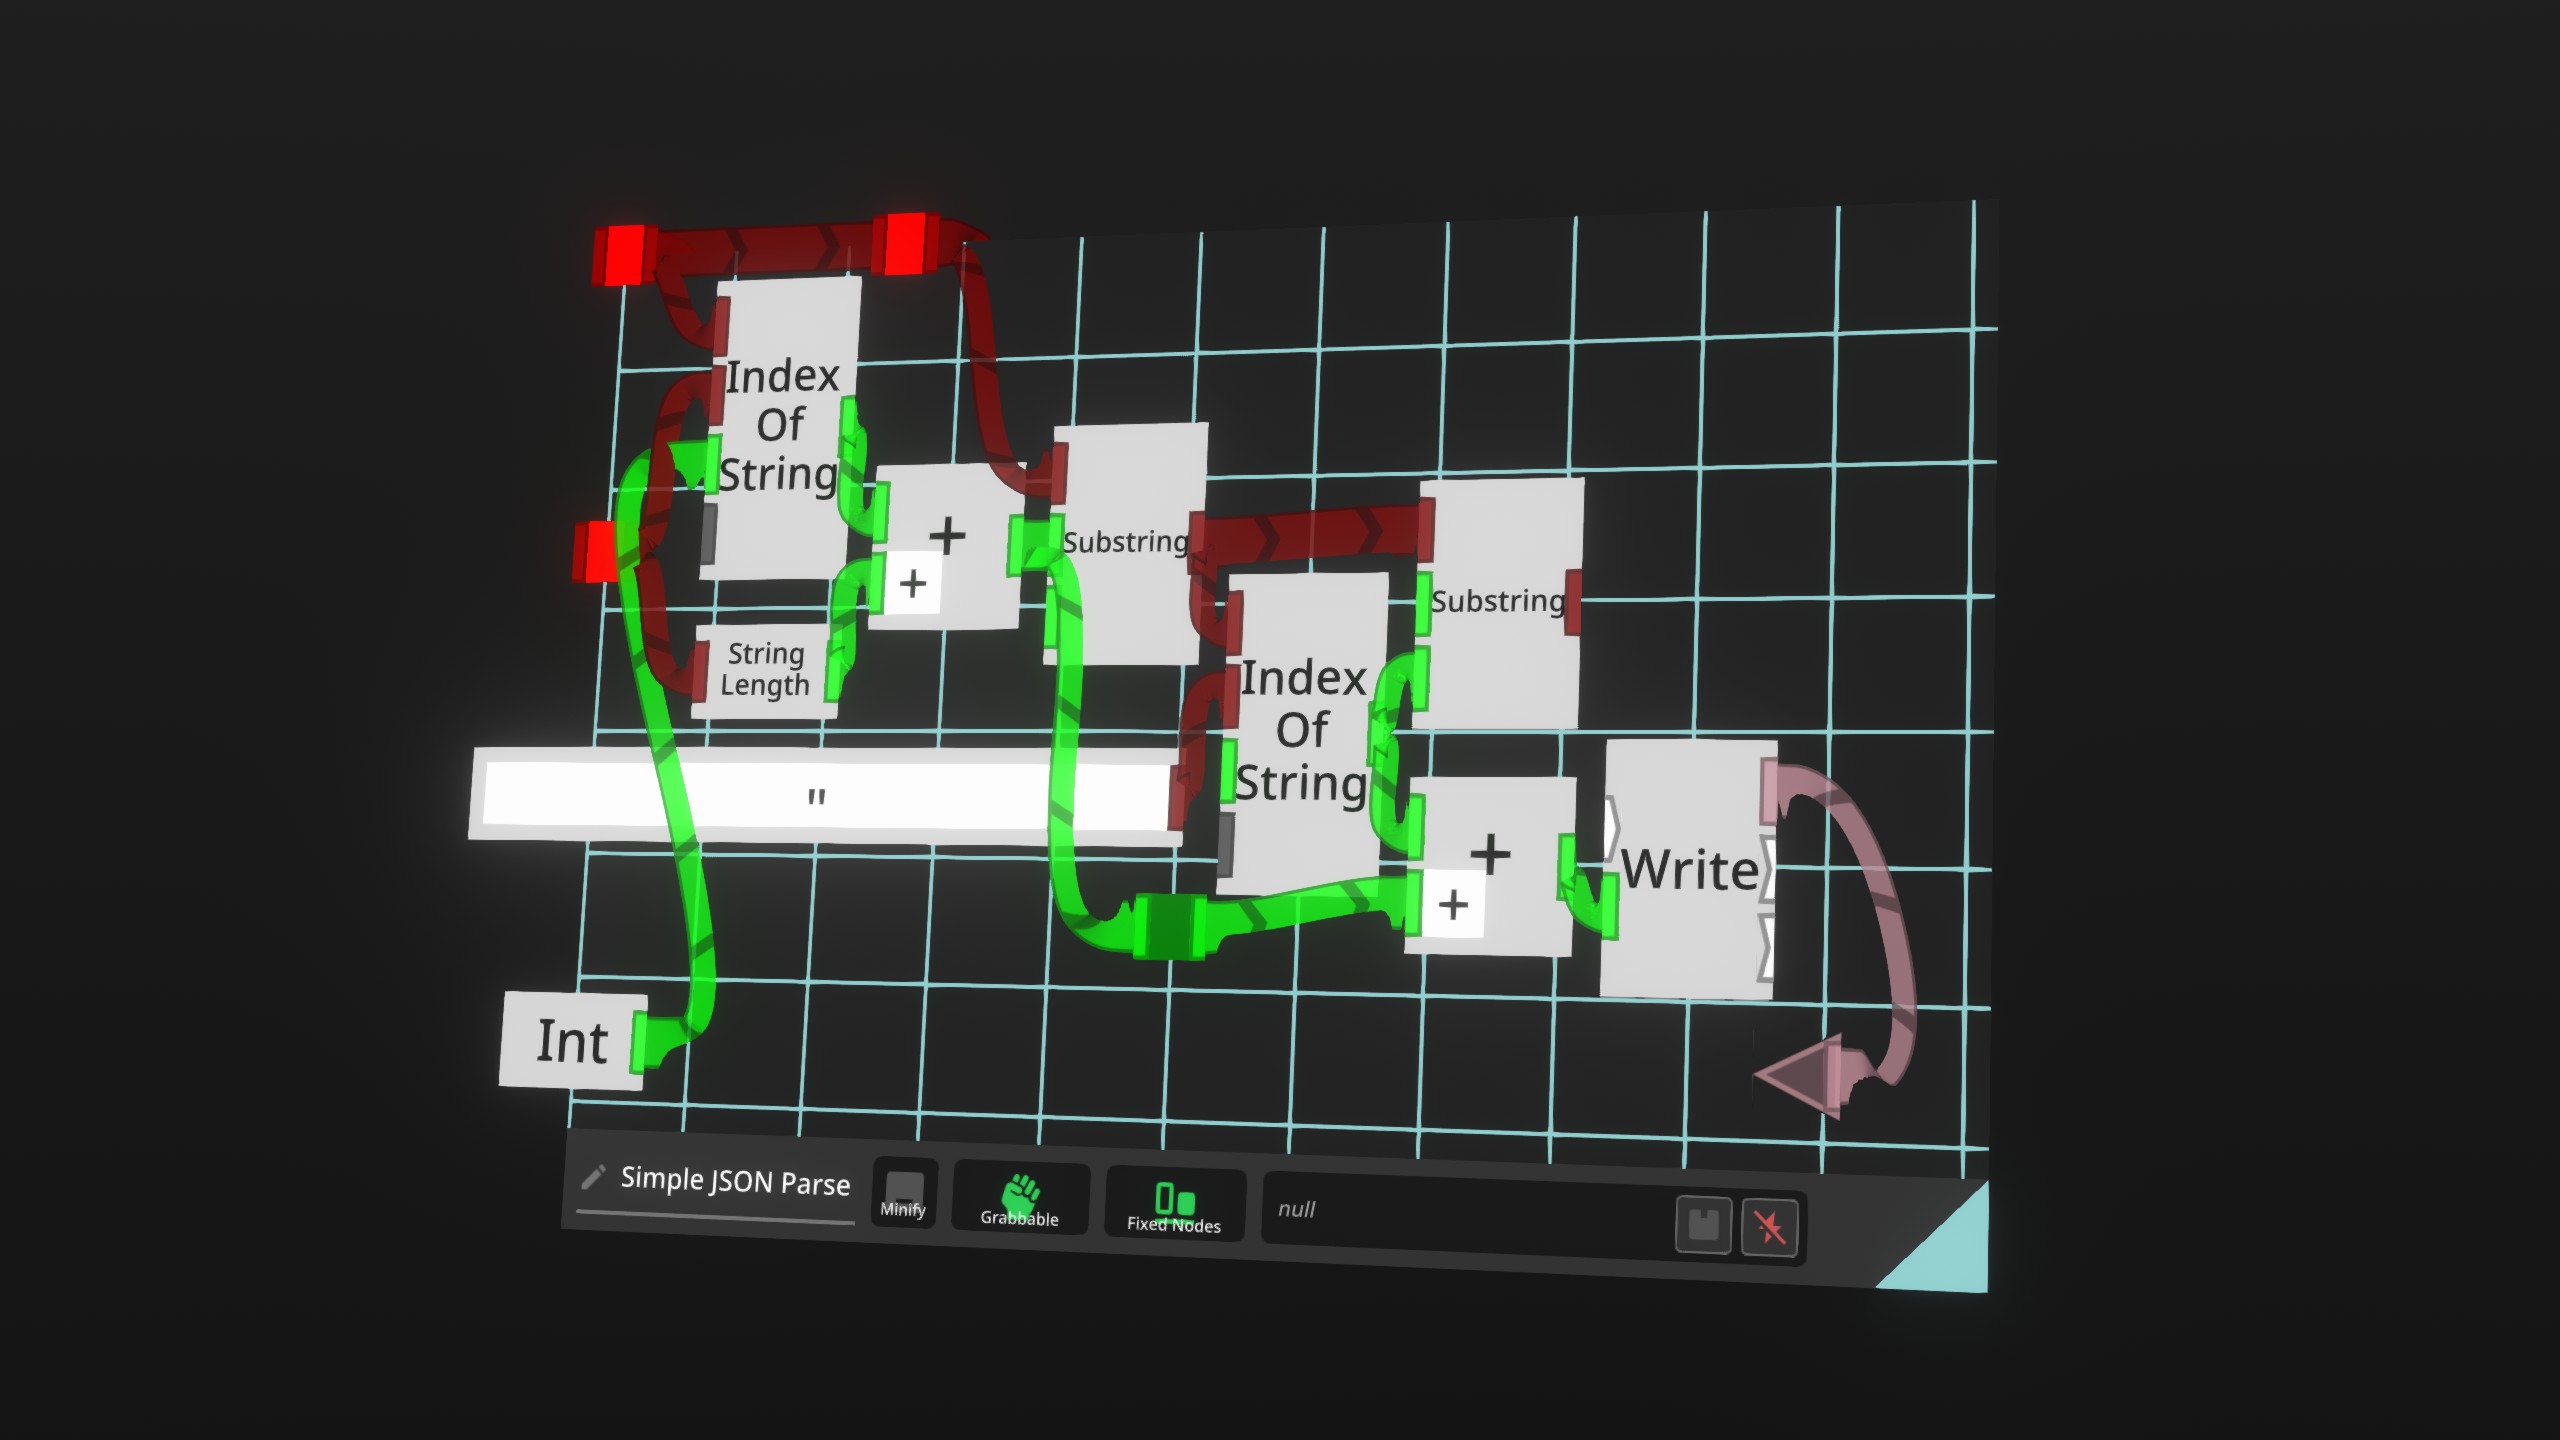 Index
Of
String
+
+
Substring
String
Length
Substring
Index
Of
String
"
+
+
Write
Int
Simple JSON Parse
Minify
Grabbable
Fixed Nodes
null